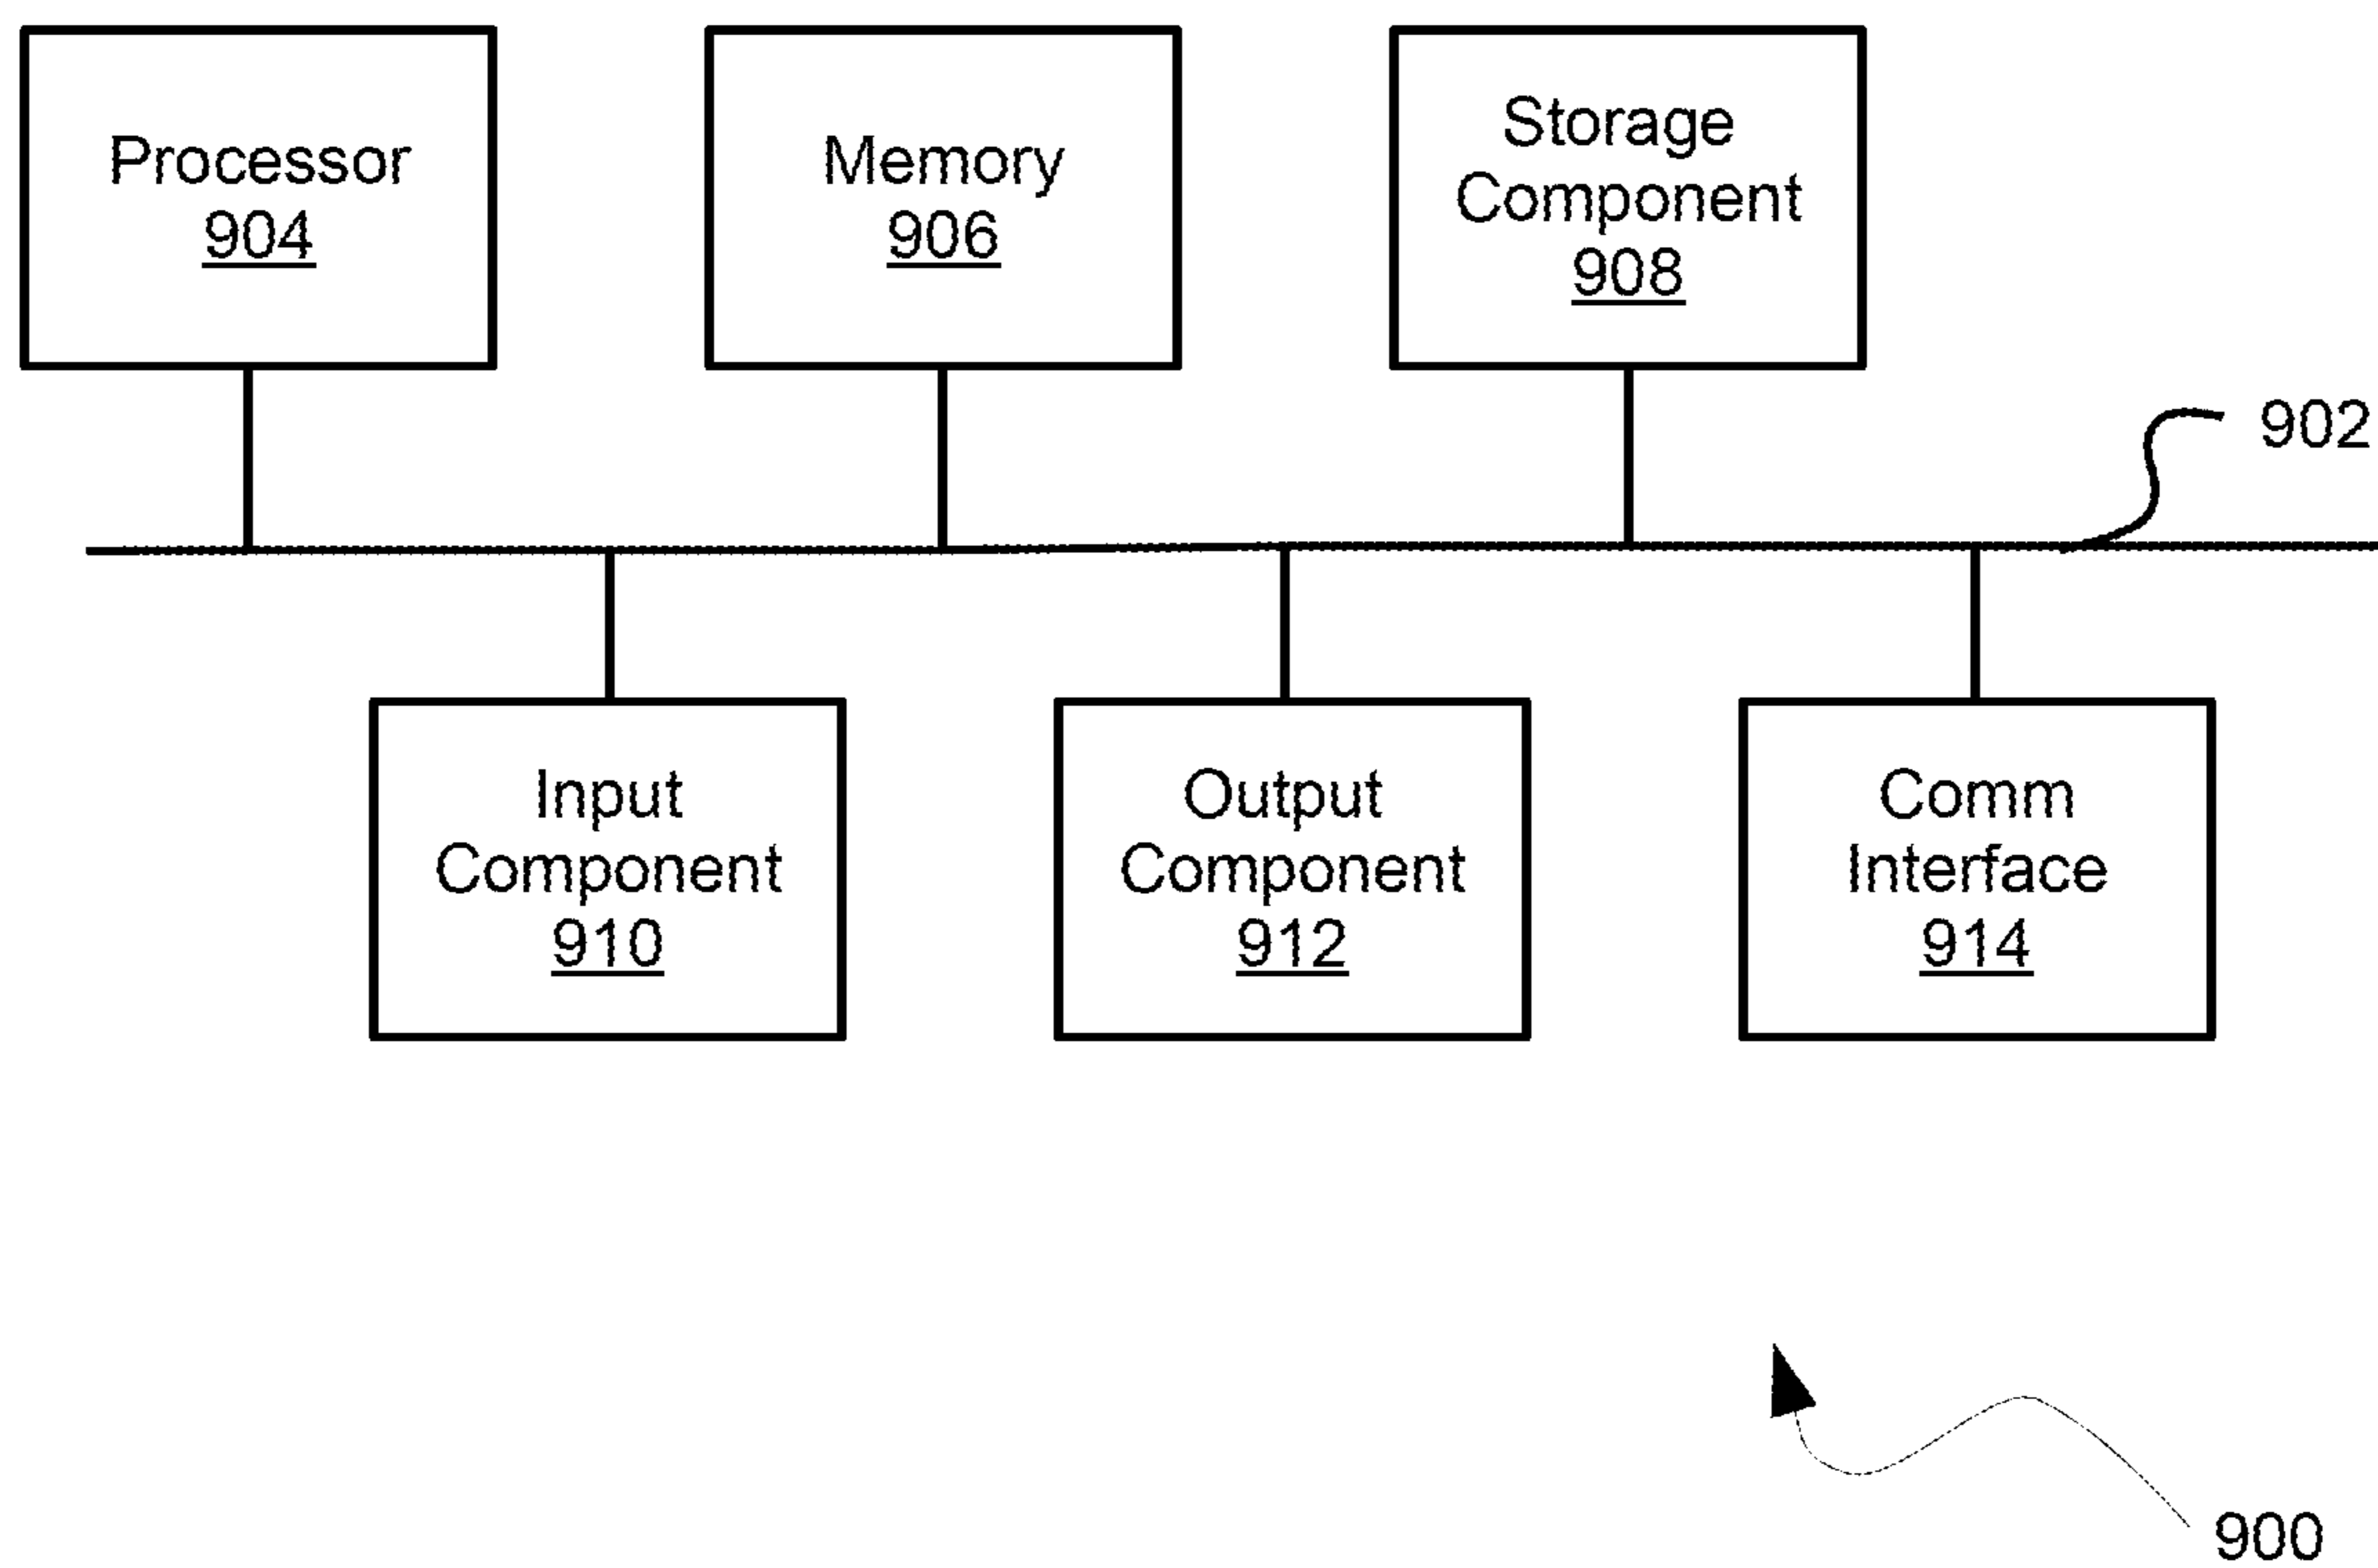 Processor
904
Memory
906
Storage
Component
908
902
Input
Component
910
Output
Component
912
Comm
Interface
914
900